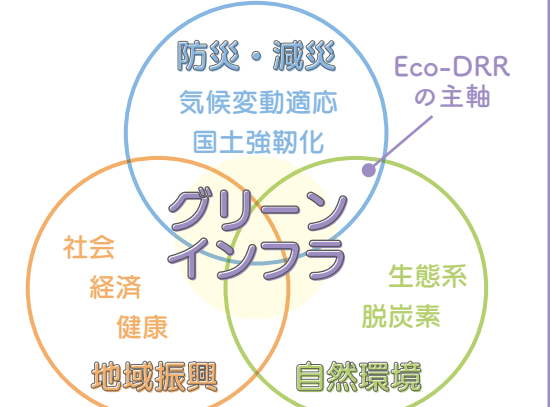 防災・減災
気候変動適応
国土強靭化
Eco-DRR
の主軸
グリーン
インフラ
社会
経済
健康
地域振興
生態系
脱炭素
自然環境